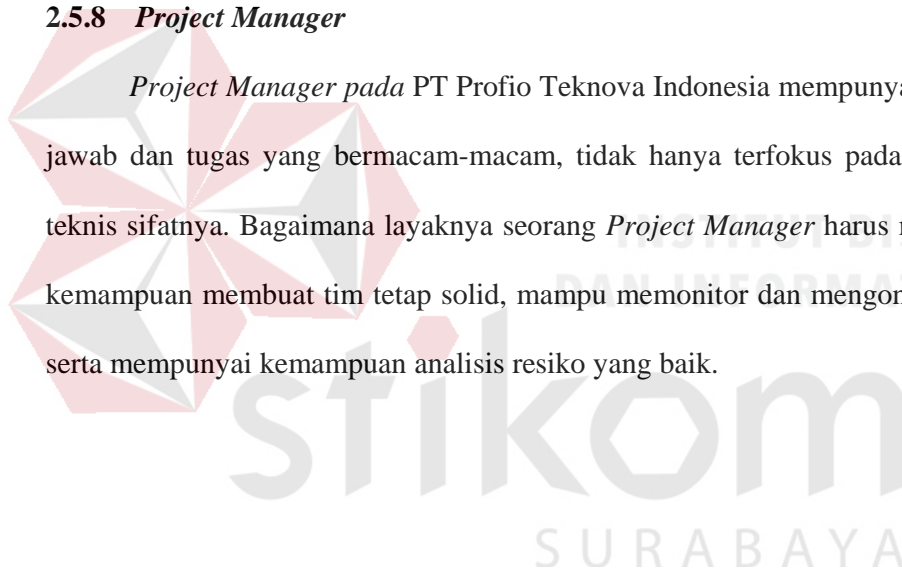 2.5.8 Project Manager
Project Manager pada PT Profio Teknova Indonesia mempunya
jawab dan tugas yang bermacam-macam, tidak hanya terfokus pada
teknis sifatnya. Bagaimana layaknya seorang Project Manager harus
INSTITUT BI
kemampuan membuat tim tetap solid, mampu memonitor dan mengon
DAN INFORMAT
serta mempunyai kemampuan analisis resiko yang baik.
stikom
SURABAYA